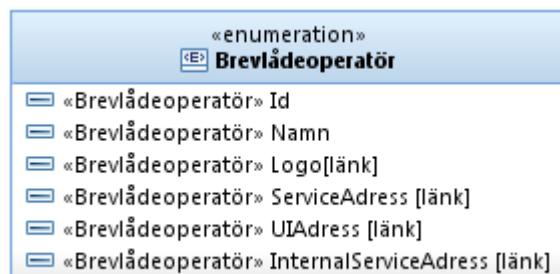 «enumeration»
Brevlådeoperatör
«Brevlådeoperatör» Id
«Brevlådeoperatör» Namn
«Brevlådeoperatör» Logo[länk]
«Brevlådeoperatör» ServiceAdress [länk]
«Brevlådeoperatör» UIAdress [länk]
«Brevlådeoperatör» InternalServiceAdress [länk]